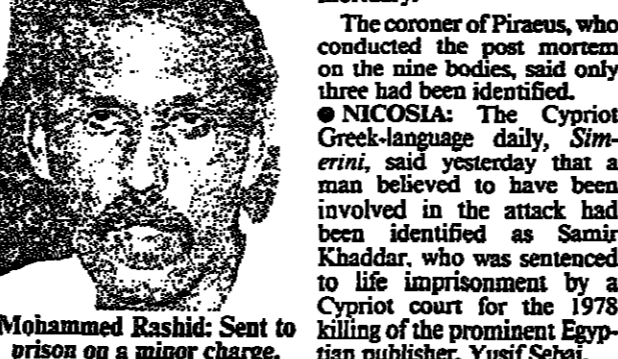 Mohammed Rashid: Sent to
prison on a minor charge.
mortuary.
The coroner of Piraeus, who
conducted the post mortem
on the nine bodies, said only
three had been identified.
● NICOSIA: The Cypriot
Greek-language daily, Sim-
erini, said yesterday that a
man believed to have been
involved in the attack had
been identified as Samir
Khaddar, who was sentenced
to life imprisonment by a
Cypriot court for the 1978
killing of the prominent Egyp-
tian publisher, Yusif Sebai.